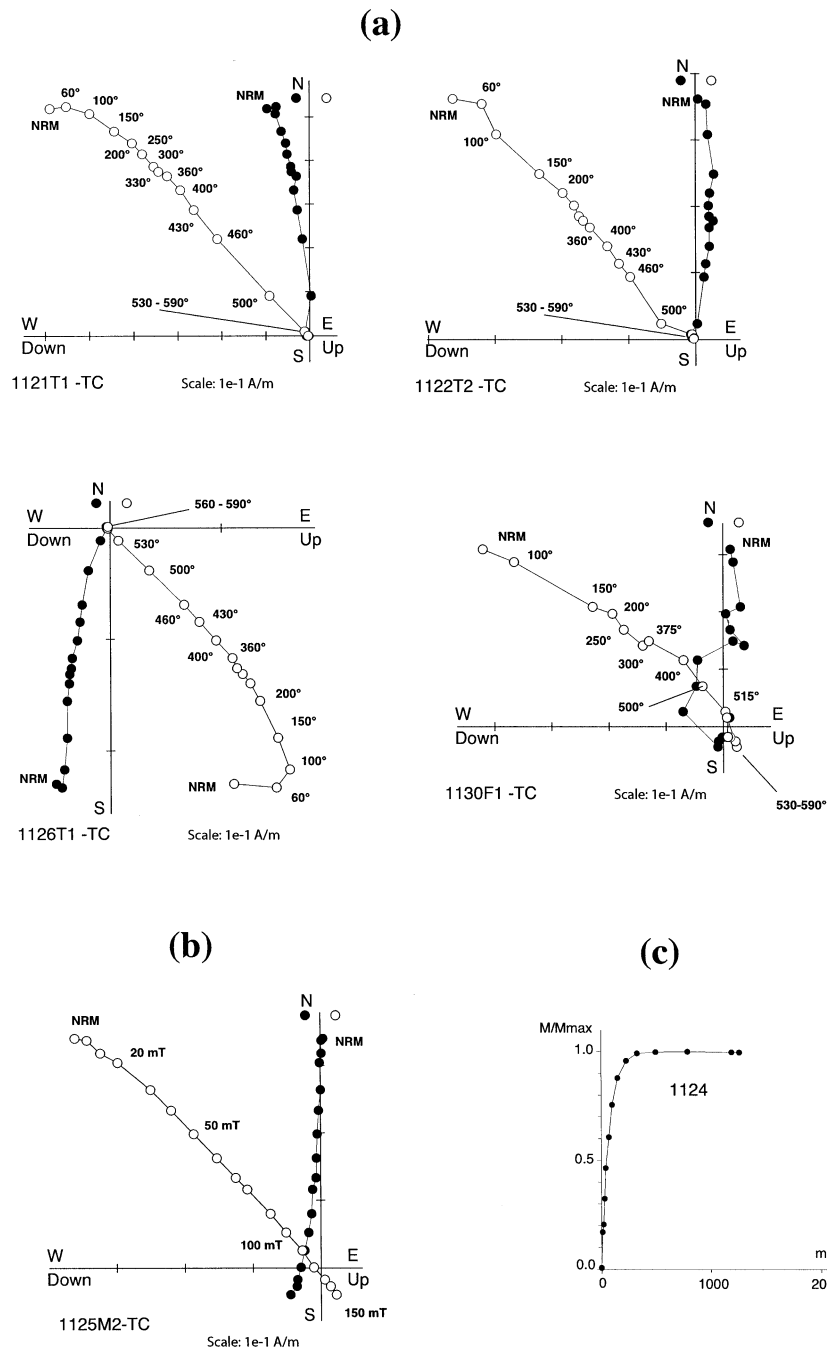 (a)
N
NRM
60°
100°
150°
250°
200°
300°
330°
360°
400°
430°
460°
500°
530 - 590°
NRM
W
E
Down
Up
S
1121T1 -TC
Scale: 1e-1 A/m
N
NRM
60°
NRM
100°
150°
200°
360°
400°
430°
460°
500°
530 - 590°
W
E
Down
Up
S
1122T2 -TC
Scale: 1e-1 A/m
N
560 - 590°
W
E
Down
Up
530°
500°
460°
430°
400°
360°
200°
150°
100°
60°
NRM
NRM
S
1126T1 -TC
Scale: 1e-1 A/m
N
NRM
NRM
100°
150°
200°
250°
300°
375°
400°
500°
515°
W
E
Down
Up
S
530-590°
1130F1 -TC
Scale: 1e-1 A/m
(b)
N
NRM
NRM
20 mT
50 mT
100 mT
W
E
Down
Up
S
150 mT
1125M2-TC
Scale: 1e-1 A/m
(c)
M/Mmax
1.0
1124
0.5
m
0.0
0
1000
20